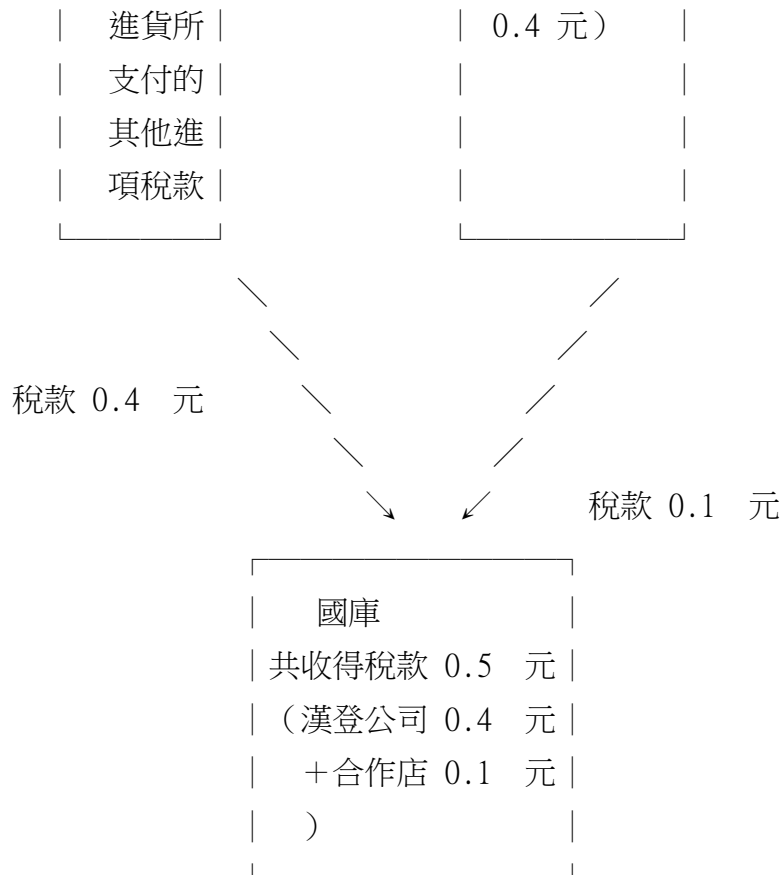 進貨所 0.4 元）
支付的
其他進
項稅款
稅款 0.4 元
稅款 0.1 元
國庫
共收得稅款 0.5 元
（漢登公司 0.4 元
＋合作店 0.1 元
）